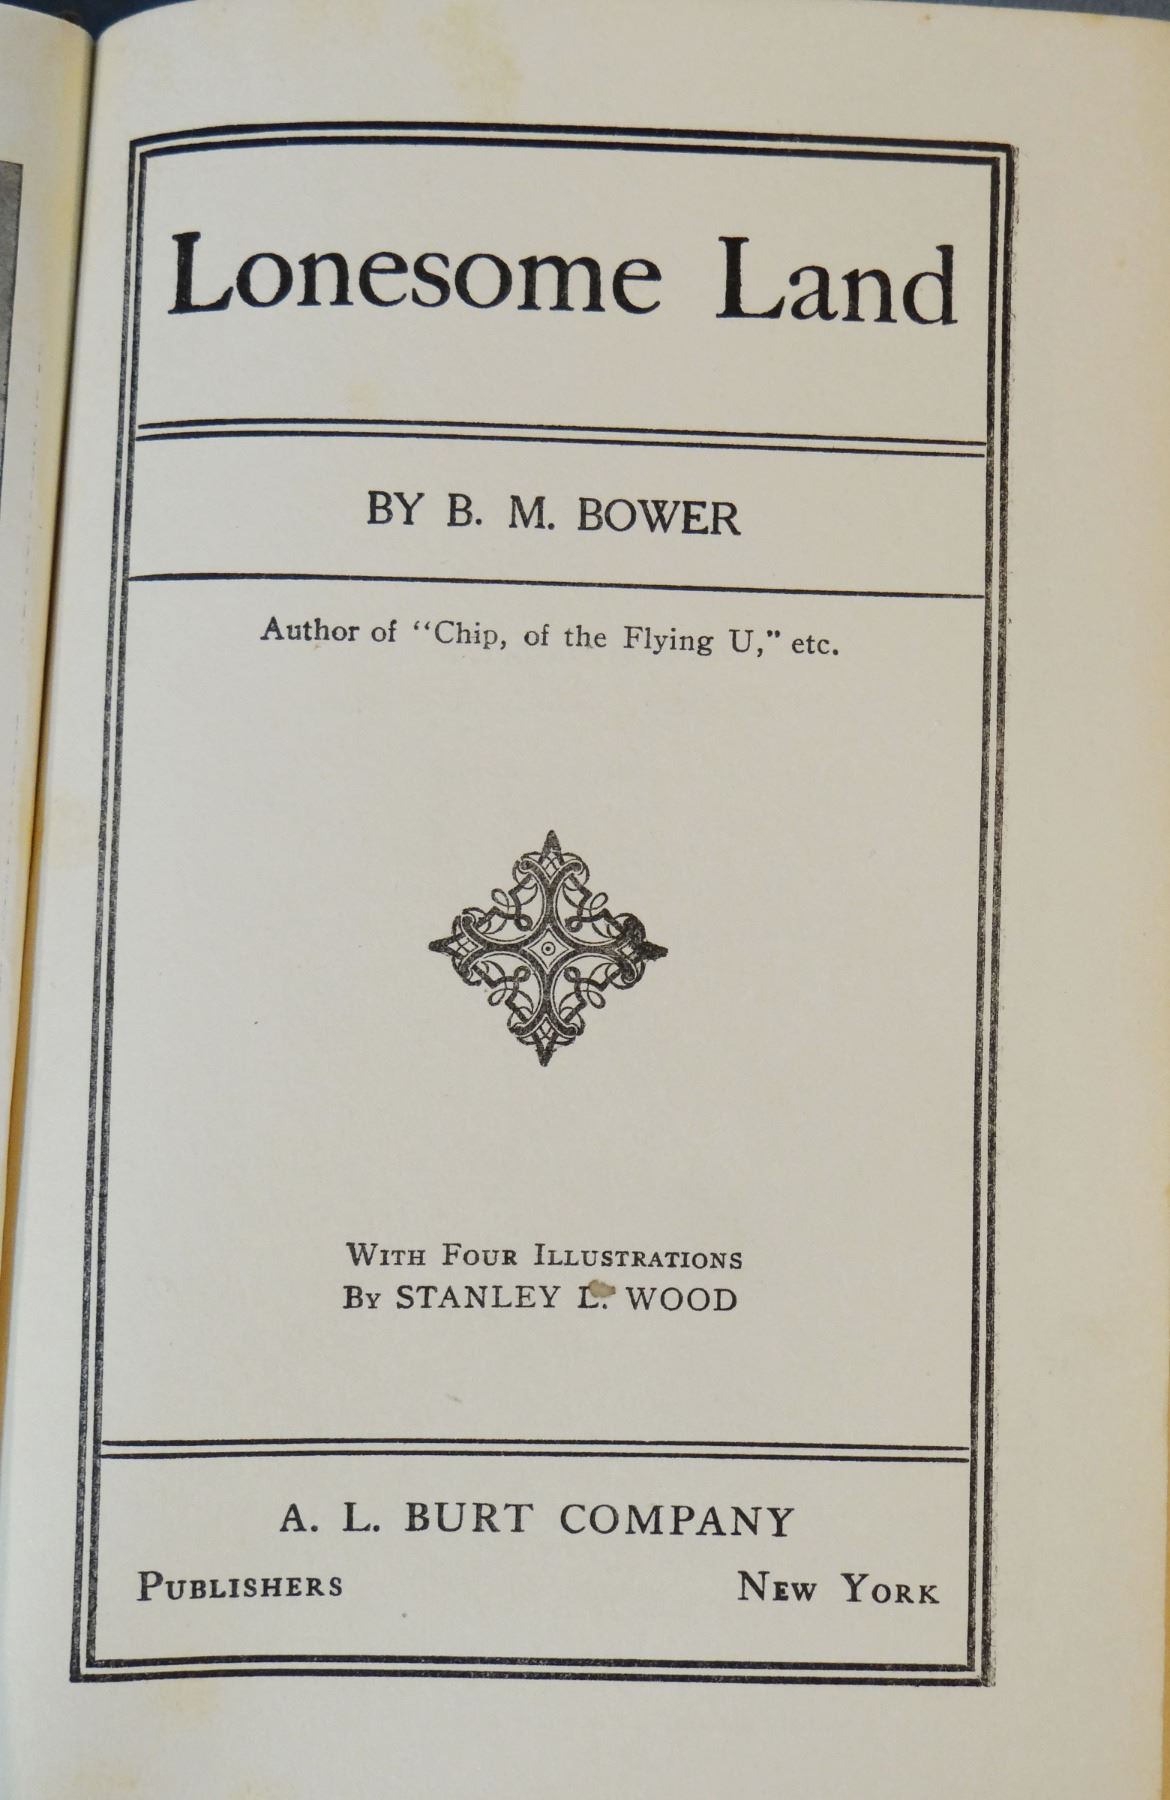 Lonesome Land
BY B. M. BOWER
Author of "Chip, of the Flying U," etc.
WITH FOUR ILLUSTRATIONS
BY STANLEY L. WOOD
A. L. BURT COMPANY
PUBLISHERS NEW YORK